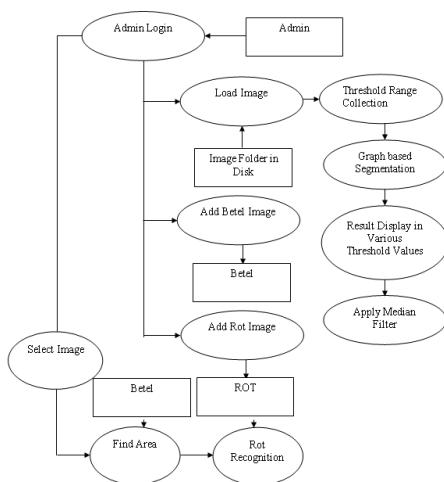 Admin Login
Admin
Load Image
Threshold Range
Collection
Image Folder in
Disk
Graph based
Segmentation
Add Betel Image
Result Display in
Various
Threshold Values
Betel
Apply Median
Filter
Add Rot Image
Select Image
Betel
ROT
Find Area
Rot
Recognition